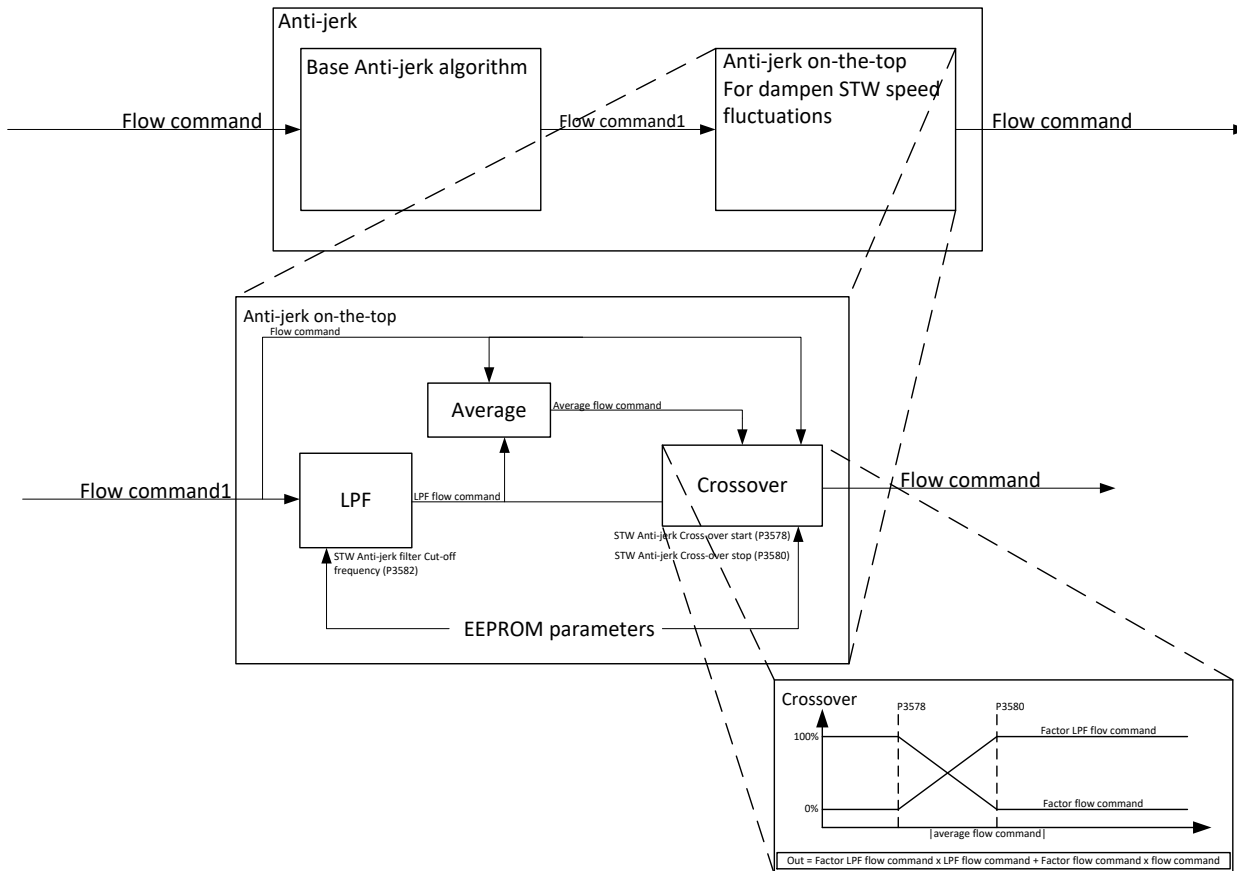 Anti-jerk
Base Anti-jerk algorithm
Anti-jerk on-the-top
For dampen STW speed
fluctuations
Flow command
Flow command1
Flow command
Anti-jerk on-the-top
Flow command
Average
Average flow command
Flow command1
LPF
LPF flow command
Crossover
Flow command
STW Anti-jerk filter Cut-off
frequency (P3582)
STW Anti-jerk Cross-over start (P3578)
STW Anti-jerk Cross-over stop (P3580)
EEPROM parameters
Crossover
P3578
P3580
100%
Factor LPF flov command
0%
Factor flow command
|average flow command|
Out = Factor LPF flow command x LPF flow command + Factor flow command x flow command